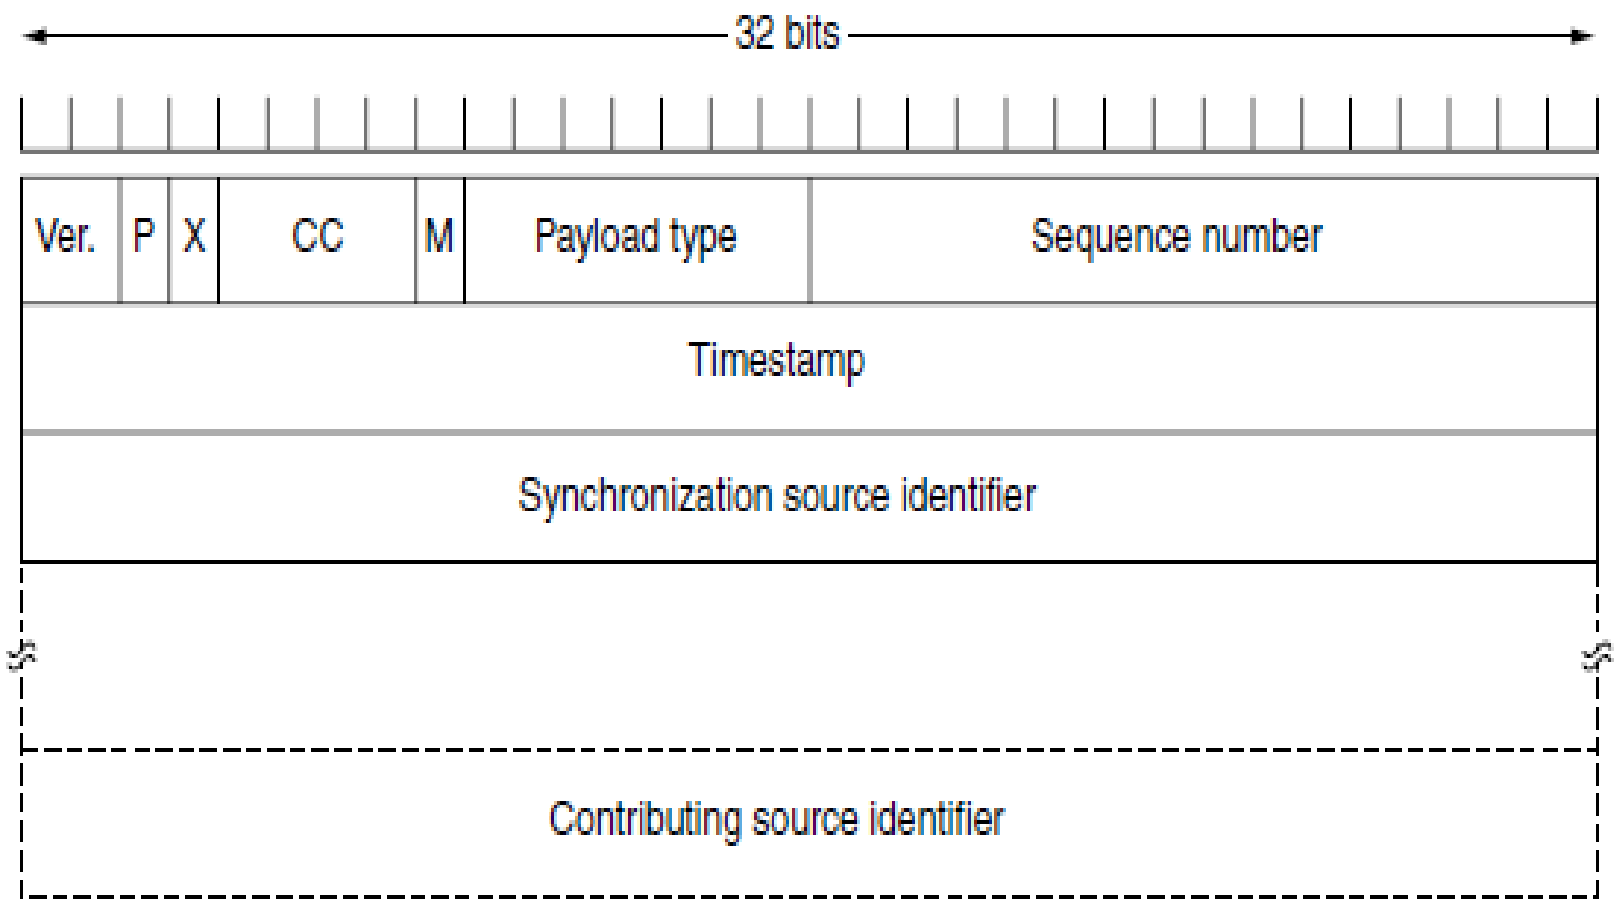 32 bits
Ver. P X CC M Payload type Sequence number
Timestamp
Synchronization source identifier
Contributing source identifier